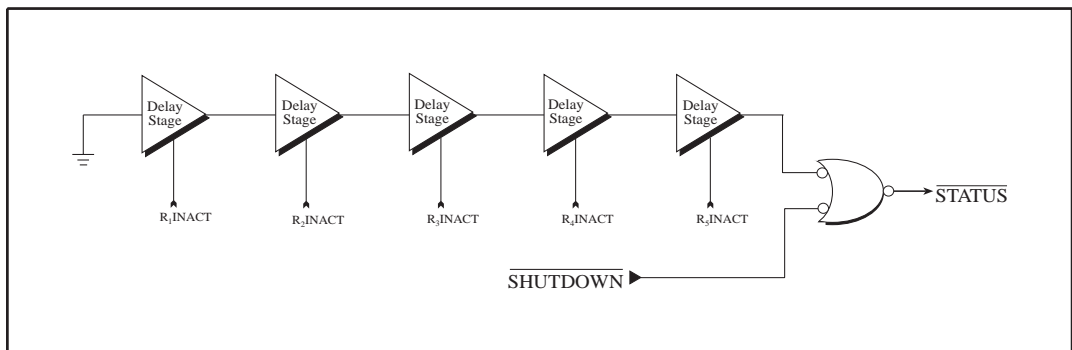 Delay
Stage
Delay
Stage
Delay
Stage
Delay
Stage
Delay
Stage
R₁INACT
R₂INACT
R₃INACT
R₄INACT
R₅INACT
STATUS
SHUTDOWN